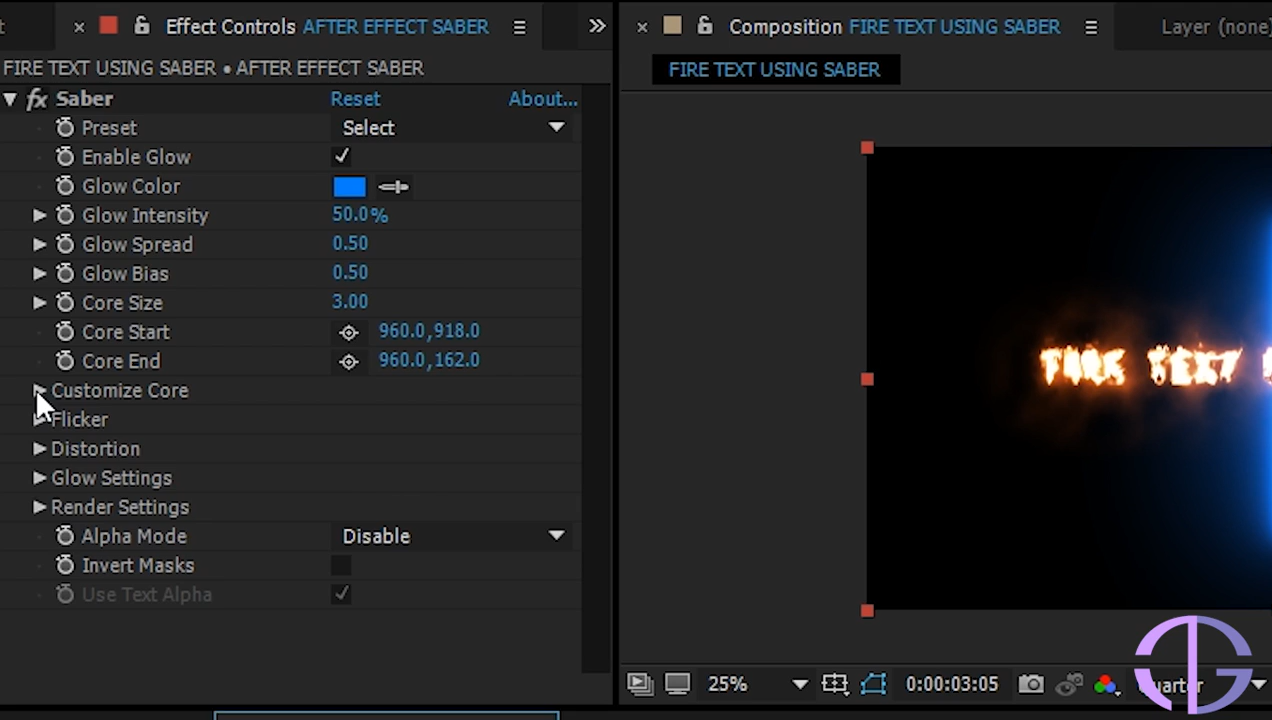 Effect Controls AFTER EFFECT SABER
Composition FIRE TEXT USING SABER
Layer (none)
FIRE TEXT USING SABER • AFTER EFFECT SABER
FIRE TEXT USING SABER
fx Saber Reset About...
Preset Select
Enable Glow
Glow Color
Glow Intensity 50.0%
Glow Spread 0.50
Glow Bias 0.50
Core Size 3.00
Core Start 960.0,918.0
Core End 960.0,162.0
Customize Core
Flicker
Distortion
Glow Settings
Render Settings
Alpha Mode Disable
Invert Masks
Use Text Alpha
FIRE TEXT
25% 0:00:03:05 Quarter